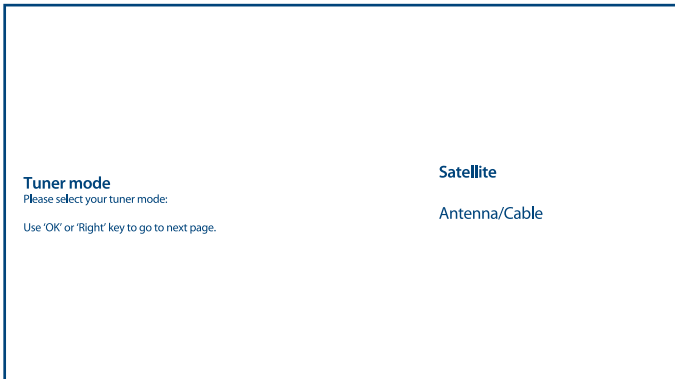 Tuner mode
Please select your tuner mode:
Use ‘OK’ or ‘Right’ key to go to next page.
Satellite
Antenna/Cable